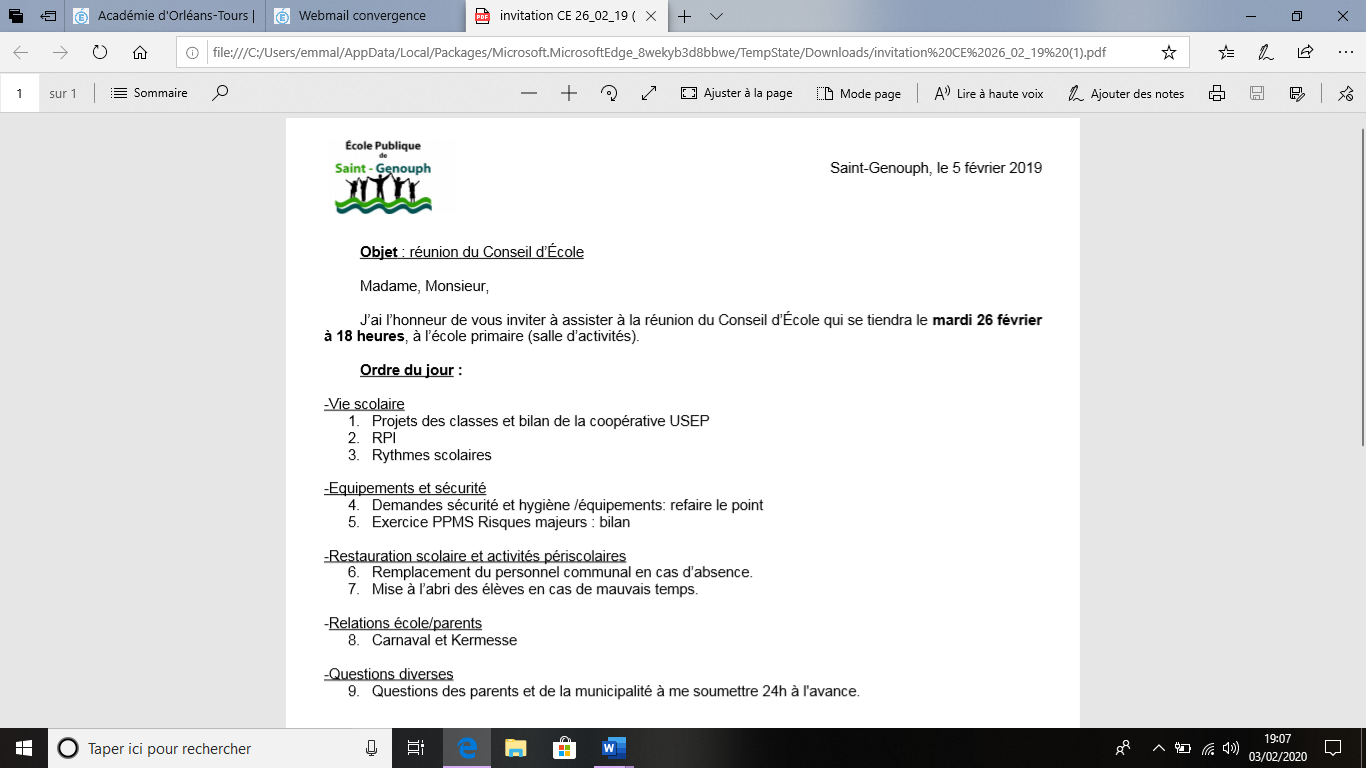 Académie d'Orléans-Tours |
Webmail convergence
PDF
invitation CE 26_02_19 (
file:///C:/Users/emmal/AppData/Local/Packages/Microsoft.MicrosoftEdge_8wekyb3d8bbwe/TempState/Downloads/invitation%20CE%2026_02_19%20(1).pdf
1 sur 1 Sommaire Ajuster à la page Mode page Lire à haute voix Ajouter des notes
École Publique
de
Saint - Genouph
Saint-Genouph, le 5 février 2019
Objet : réunion du Conseil d'École
Madame, Monsieur,
J'ai l'honneur de vous inviter à assister à la réunion du Conseil d'École qui se tiendra le mardi 26 février
à 18 heures, à l'école primaire (salle d'activités).
Ordre du jour :
-Vie scolaire
1. Projets des classes et bilan de la coopérative USEP
2. RPI
3. Rythmes scolaires
-Equipements et sécurité
4. Demandes sécurité et hygiène /équipements: refaire le point
5. Exercice PPMS Risques majeurs : bilan
-Restauration scolaire et activités périscolaires
6. Remplacement du personnel communal en cas d'absence.
7. Mise à l'abri des élèves en cas de mauvais temps.
-Relations école/parents
8. Carnaval et Kermesse
-Questions diverses
9. Questions des parents et de la municipalité à me soumettre 24h à l'avance.
Taper ici pour rechercher
W
19:07
03/02/2020